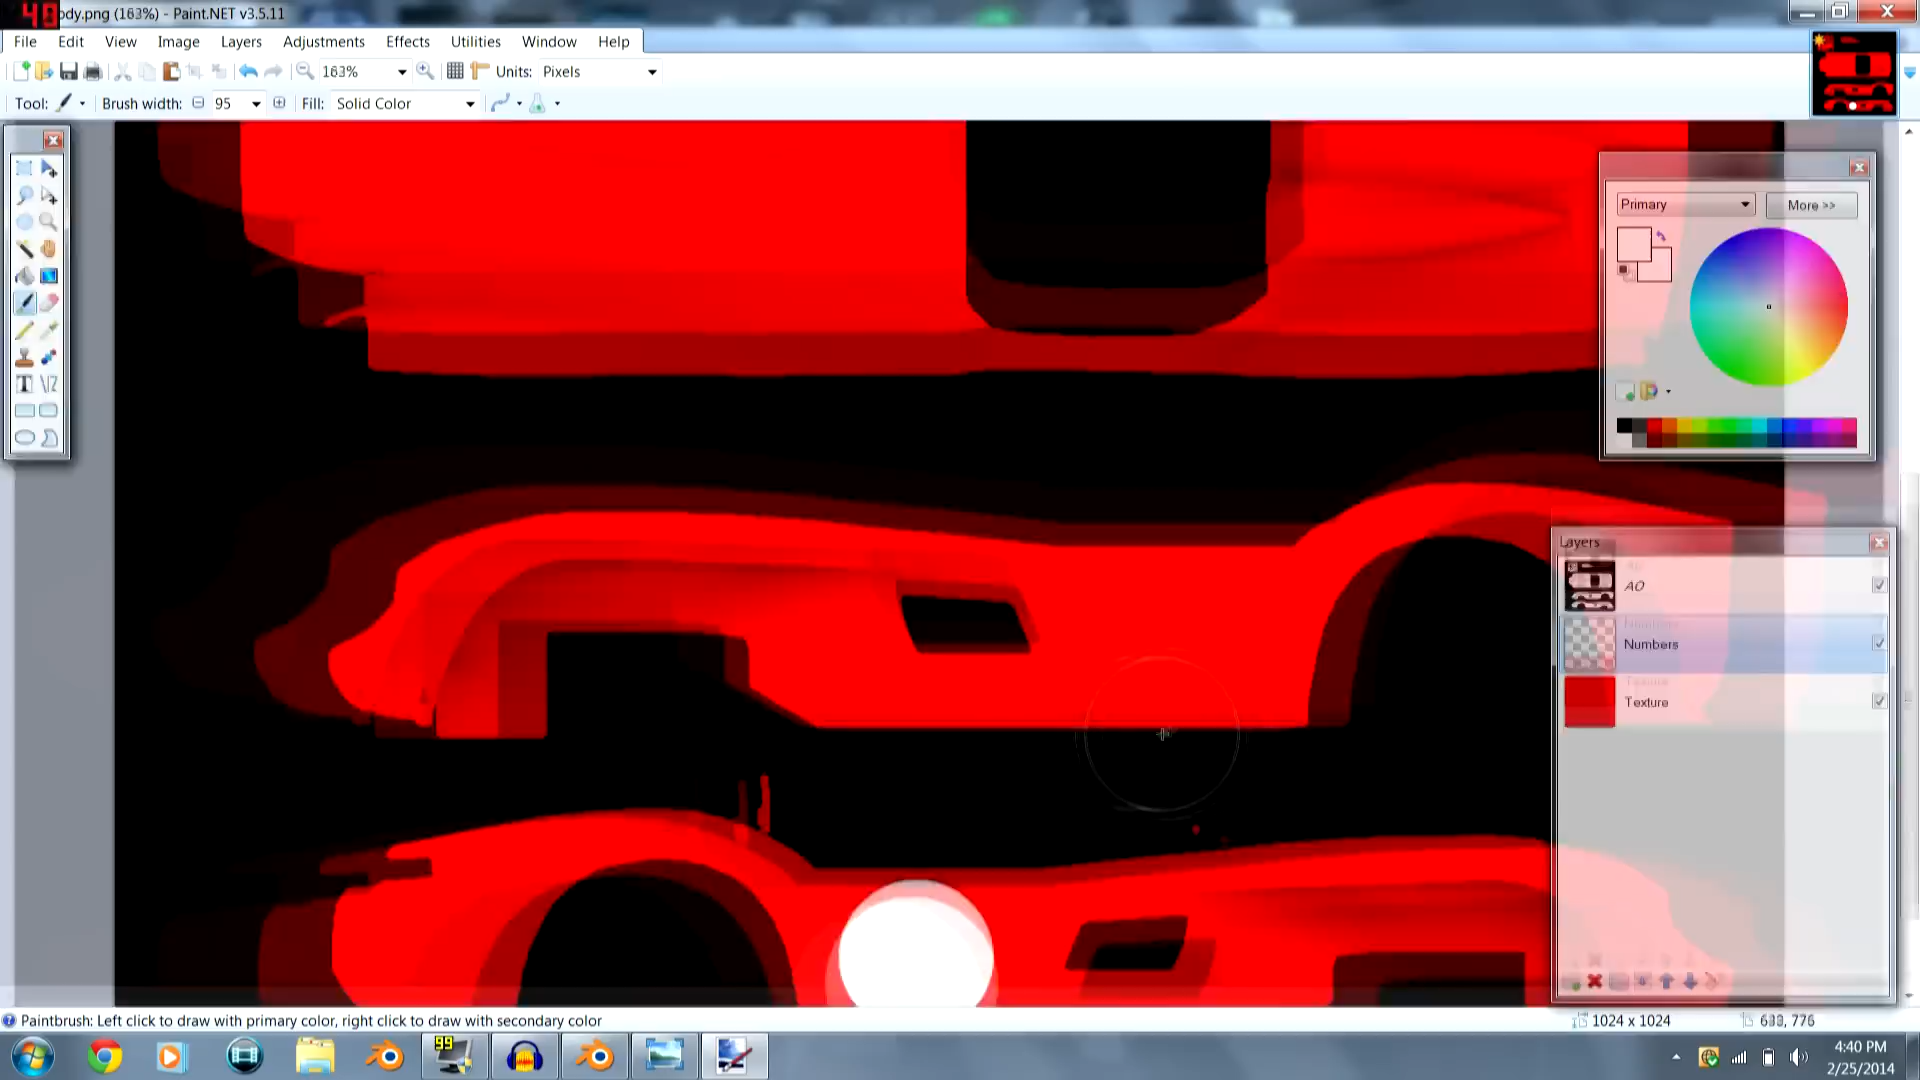 48
ody.png (163%) - Paint.NET v3.5.11
File Edit View Image Layers Adjustments Effects Utilities Window Help
163% Units: Pixels
Tool: Brush width: 95 Fill: Solid Color
Primary More >>
Layers
AO
Numbers
Texture
Paintbrush: Left click to draw with primary color, right click to draw with secondary color
1024 x 1024
776
99
4:40 PM
2/25/2014